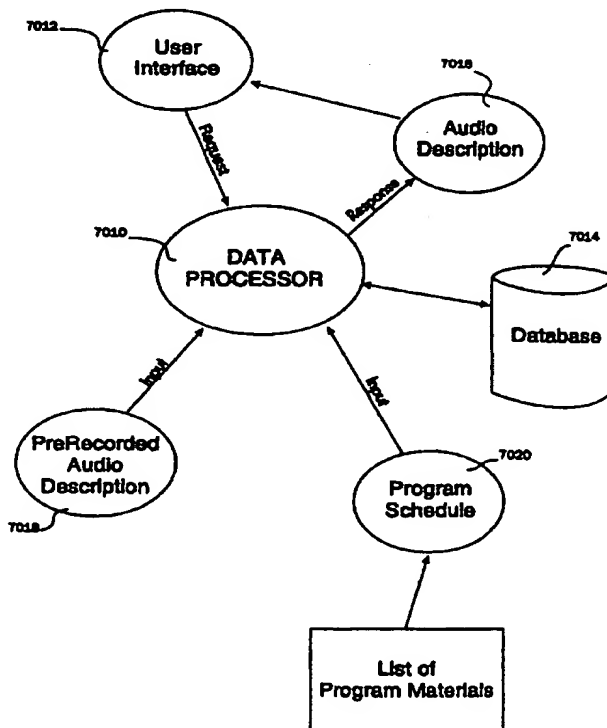 7012
User
Interface
7016
Audio
Description
Request
Response
7010
DATA
PROCESSOR
7014
Database
Input
Input
PreRecorded
Audio
Description
7018
7020
Program
Schedule
List of
Program Materials